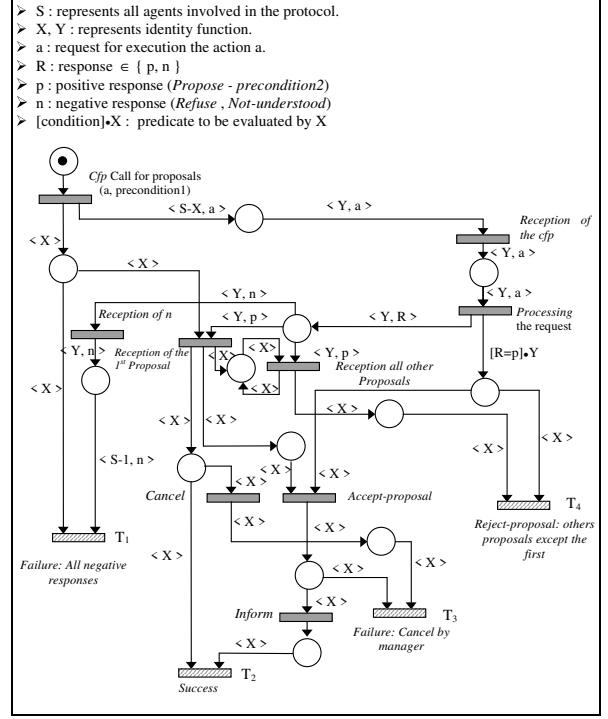 ➢ S : represents all agents involved in the protocol.
➢ X, Y : represents identity function.
➢ a : request for execution the action a.
➢ R : response ∈ { p, n }
➢ p : positive response (Propose - precondition2)
➢ n : negative response (Refuse , Not-understood)
➢ [condition]•X : predicate to be evaluated by X
Cfp Call for proposals
(a, precondition1)
< S-X, a >
< Y, a >
Reception of
the cfp
< X >
< Y, a >
< X >
< Y, a >
< Y, n >
Reception of n
< Y, p >
< Y, R >
Processing
the request
< Y, n >
Reception of the
1st Proposal
< X >
< X >
< Y, p >
[R=p]•Y
Reception all other
Proposals
< X >
< X >
< X >
< X >
< X >
< X >
< X >
< X >
< S-1, n >
< X >
< X >
Cancel
< X >
Accept-proposal
T4
Reject-proposal: others
proposals except the
first
< X >
< X >
T1
Failure: All negative
responses
< X >
< X >
< X >
< X >
Inform
T3
Failure: Cancel by
manager
< X >
T2
Success